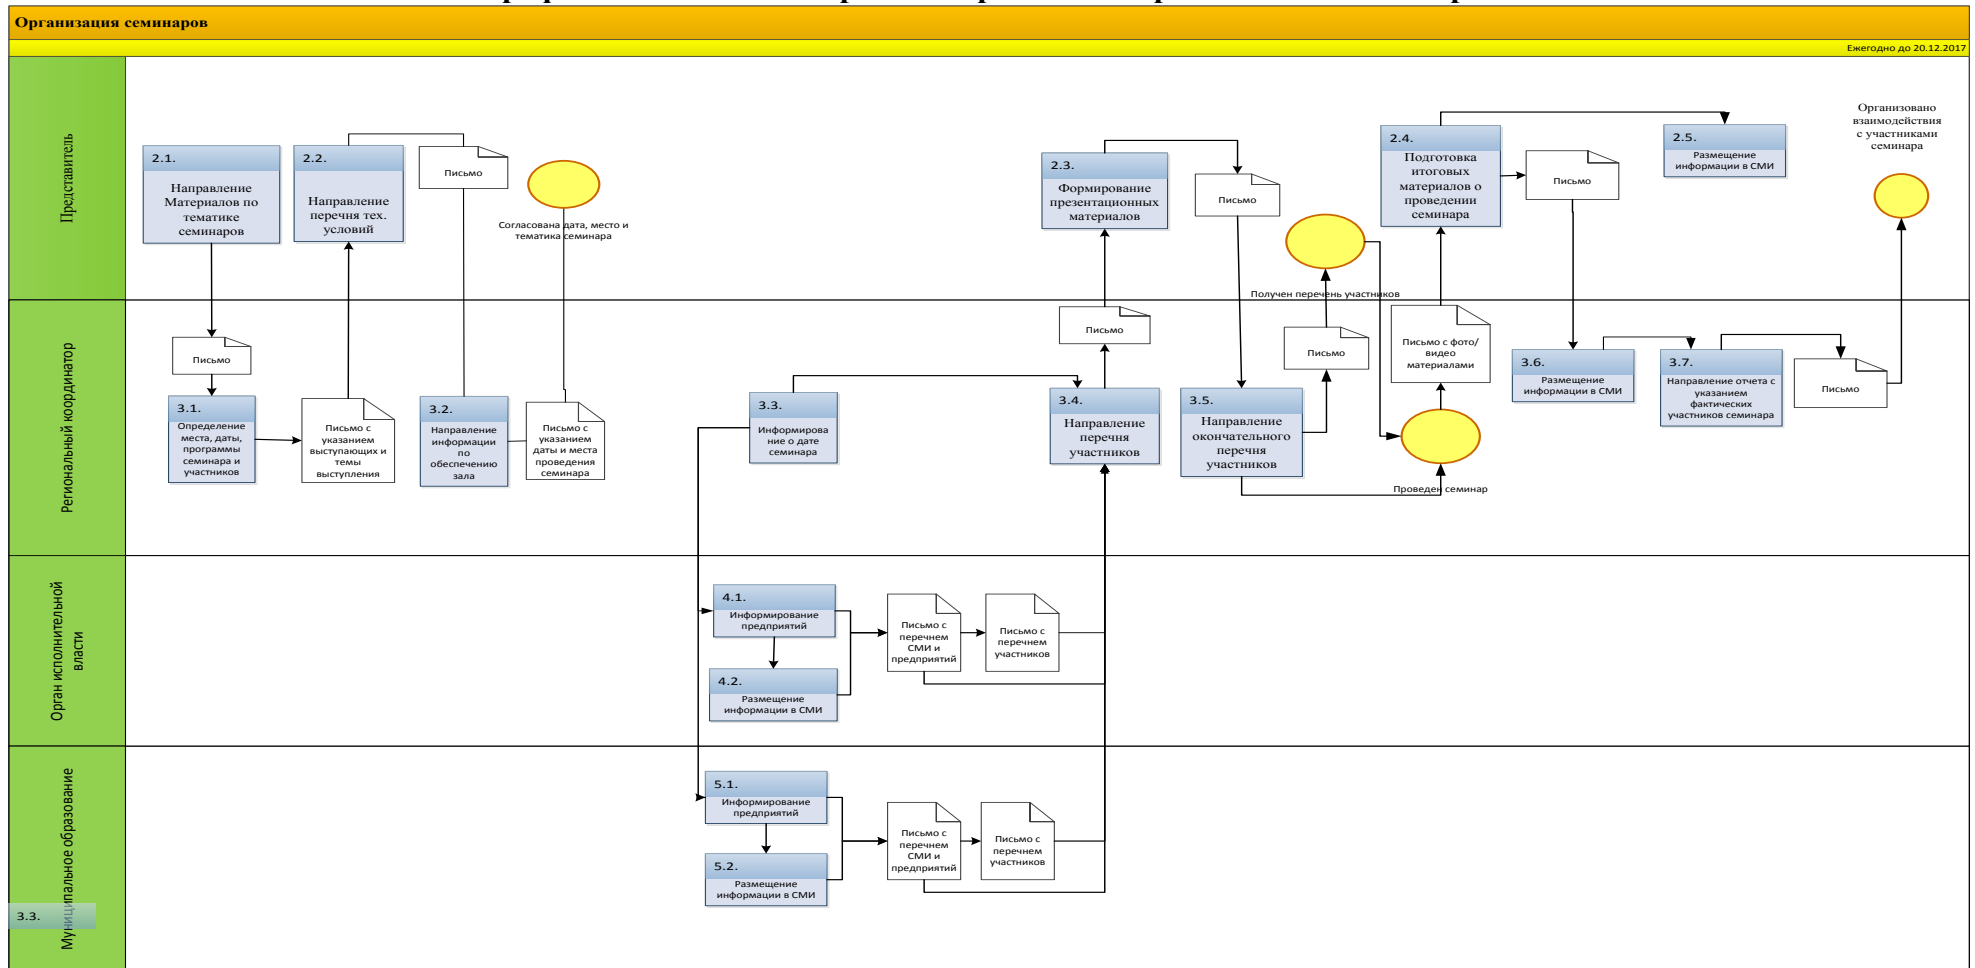 Организация семинаров
Ежегодно до 20.12.2017
Представитель
2.1.
Направление
Материалов по
тематике
семинаров
2.2.
Направление
перечня тех.
условий
Письмо
Согласована дата, место и
тематика семинара
2.3.
Формирование
презентационных
материалов
Письмо
Получен перечень участников
2.4.
Подготовка
итоговых
материалов о
проведении
семинара
Письмо
2.5.
Размещение
информации в СМИ
Организовано
взаимодействия
с участниками
семинара
Региональный координатор
Письмо
3.1.
Определение
места, даты,
программы
семинара и
участников
Письмо с
указанием
выступающих и
темы
выступления
3.2.
Направление
информации
по
обеспечению
зала
Письмо с
указанием
даты и места
проведения
семинара
3.3.
Информирова
ние о дате
семинара
Письмо
3.4.
Направление
перечня
участников
3.5.
Направление
окончательного
перечня
участников
Письмо
Письмо с фото/
видео
материалами
Проведен семинар
3.6.
Размещение
информации в СМИ
3.7.
Направление отчета с
указанием
фактических
участников семинара
Письмо
Орган исполнительной
власти
4.1.
Информирование
предприятий
4.2.
Размещение
информации в СМИ
Письмо с
перечнем
СМИ и
предприятий
Письмо с
перечнем
участников
Муниципальное образование
5.1.
Информирование
предприятий
5.2.
Размещение
информации в СМИ
Письмо с
перечнем
СМИ и
предприятий
Письмо с
перечнем
участников
3.3.